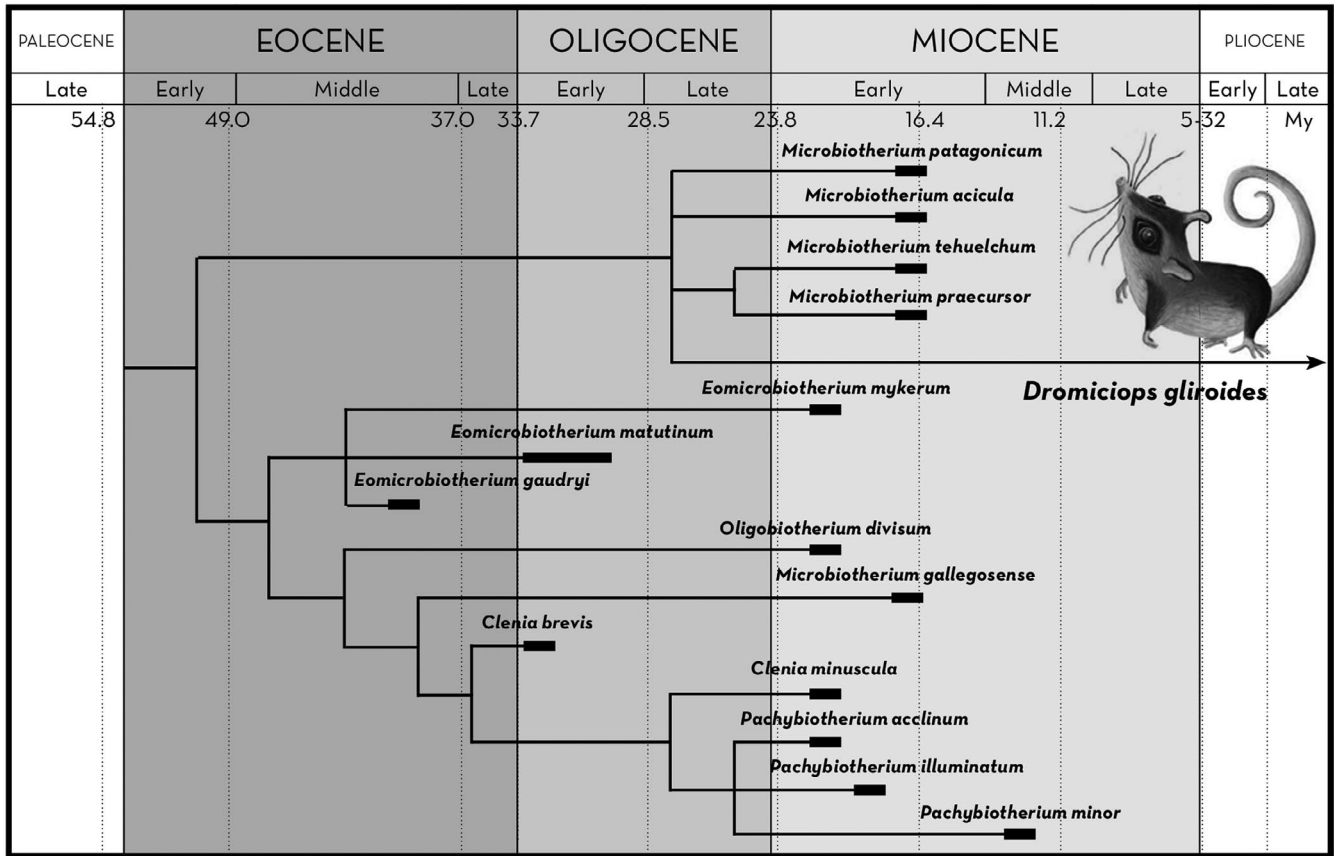 PALEOCENE EOCENE OLIGOCENE MIOCENE PLIOCENE
Late Early Middle Late Early Late Early Middle Late Early Late
54.8 49.0 37.0 33.7 28.5 23.8 16.4 11.2 5-32 My
Microbiotherium patagonicum
Microbiotherium acicula
Microbiotherium tehuelchum
Microbiotherium praecursor
Dromiciops gliroides
Eomicrobiotherium mykerum
Eomicrobiotherium matutinum
Eomicrobiotherium gaudryi
Oligobiotherium divisum
Microbiotherium gallegosense
Clenia brevis
Clenia minuscula
Pachybiotherium acclinum
Pachybiotherium illuminatum
Pachybiotherium minor